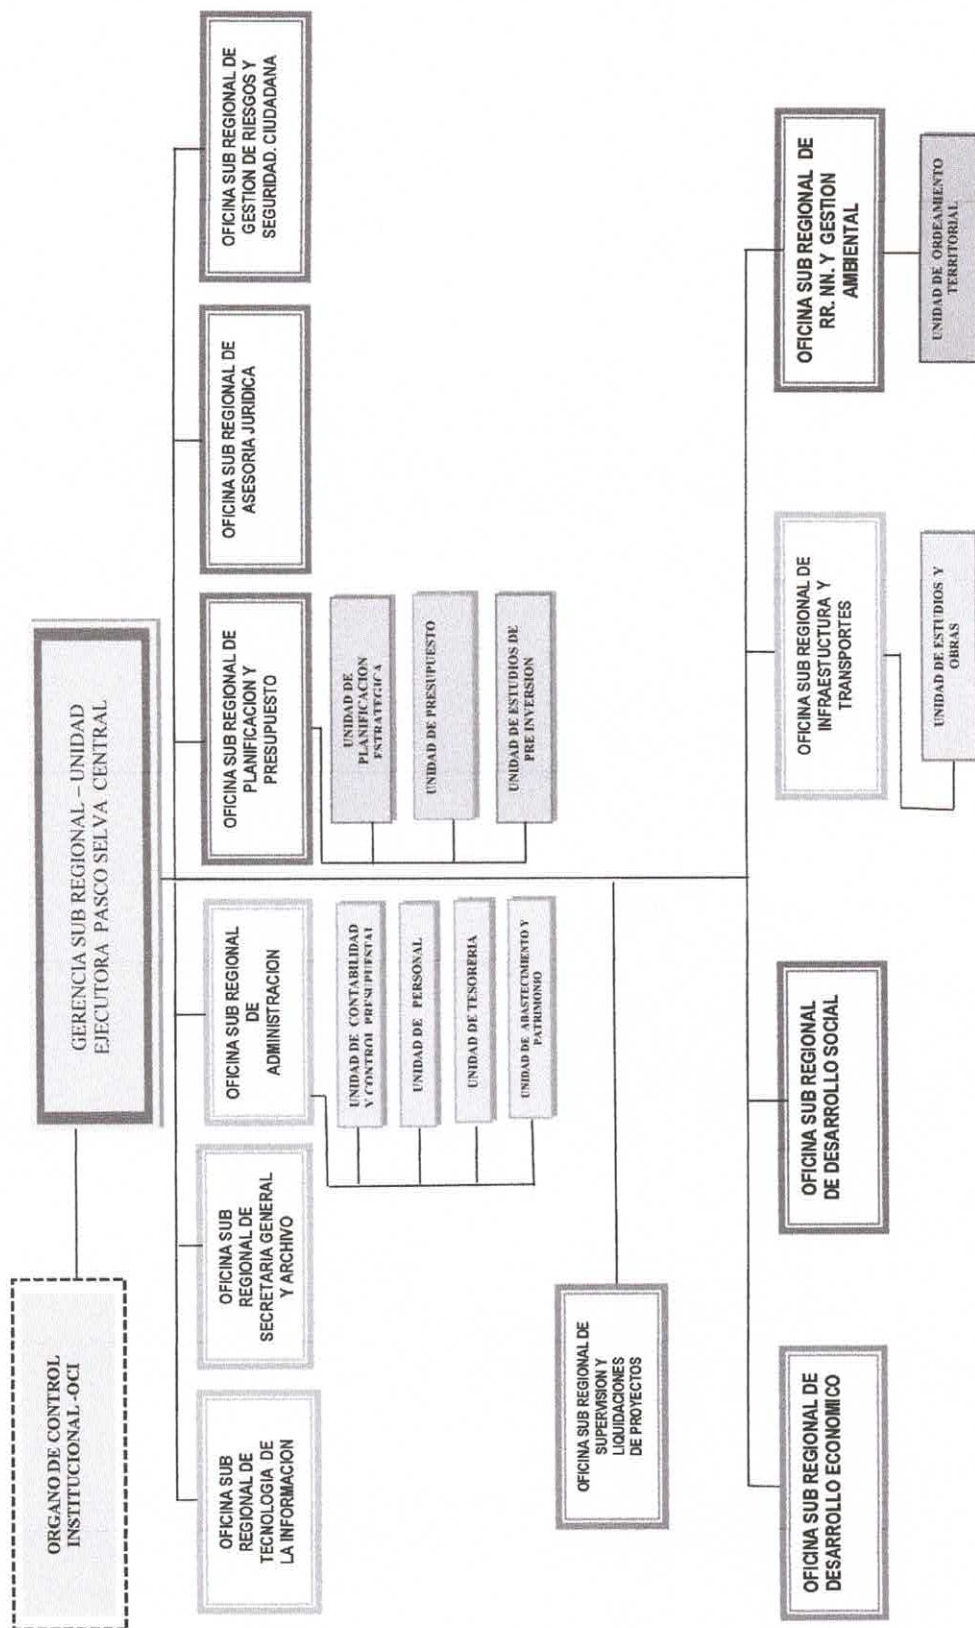 ORGANO DE CONTROL
INSTITUCIONAL -OCI
GERENCIA SUB REGIONAL – UNIDAD
EJECUTORA PASCO SELVA CENTRAL
OFICINA SUB
REGIONAL DE
TECNOLOGIA DE
LA INFORMACION
OFICINA SUB
REGIONAL DE
SECRETARIA GENERAL
Y ARCHIVO
OFICINA SUB REGIONAL
DE
ADMINISTRACION
OFICINA SUB REGIONAL DE
PLANIFICACION Y
PRESUPUESTO
OFICINA SUB REGIONAL DE
ASESORIA JURIDICA
OFICINA SUB REGIONAL DE
GESTION DE RIESGOS Y
SEGURIDAD. CIUDADANA
UNIDAD DE CONTABILIDAD
Y CONTROL PRESUPUESTAL
UNIDAD DE PERSONAL
UNIDAD DE TESORERIA
UNIDAD DE ABASTECIMIENTO Y
PATRIMONIO
UNIDAD DE
PLANIFICACION
ESTRATEGICA
UNIDAD DE PRESUPUESTO
UNIDAD DE ESTUDIOS DE
PRE INVERSION
OFICINA SUB REGIONAL DE
SUPERVISION Y
LIQUIDACIONES
DE PROYECTOS
OFICINA SUB REGIONAL DE
DESARROLLO ECONOMICO
OFICINA SUB REGIONAL
DE DESARROLLO SOCIAL
OFICINA SUB REGIONAL DE
INFRAESTUCTURA Y
TRANSPORTES
OFICINA SUB REGIONAL DE
RR. NN. Y GESTION
AMBIENTAL
UNIDAD DE ESTUDIOS Y
OBRAS
UNIDAD DE ORDEAMIENTO
TERRITORIAL